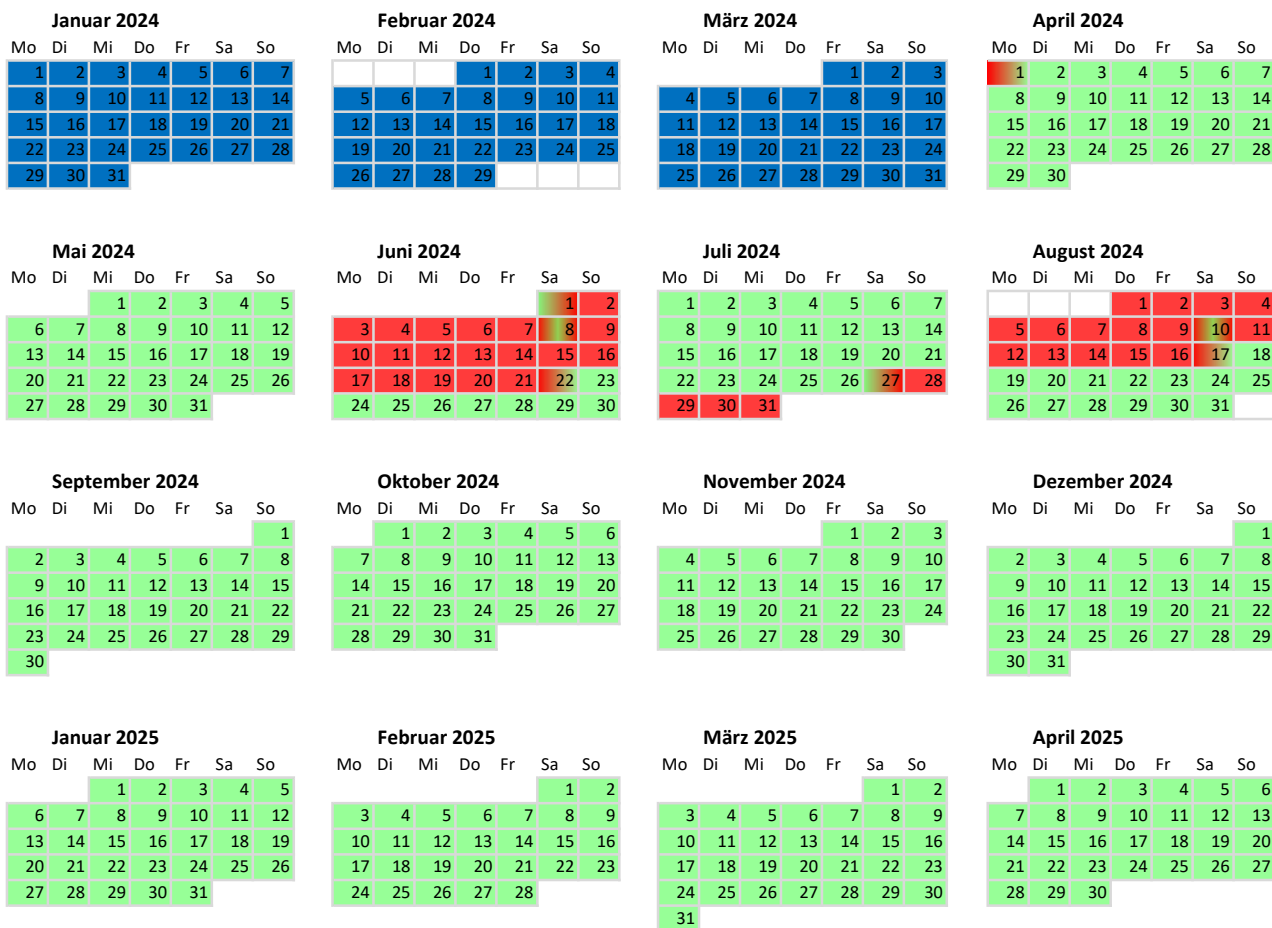 Januar 2024 Februar 2024 März 2024 April 2024
Mo Di Mi Do Fr Sa So Mo Di Mi Do Fr Sa So Mo Di Mi Do Fr Sa So Mo Di Mi Do Fr Sa So
1 2 3 4 5 6 7 1 2 3 4 1 2 3 1 2 3 4 5 6 7
8 9 10 11 12 13 14 5 6 7 8 9 10 11 4 5 6 7 8 9 10 8 9 10 11 12 13 14
15 16 17 18 19 20 21 12 13 14 15 16 17 18 11 12 13 14 15 16 17 15 16 17 18 19 20 21
22 23 24 25 26 27 28 19 20 21 22 23 24 25 18 19 20 21 22 23 24 22 23 24 25 26 27 28
29 30 31 26 27 28 29 25 26 27 28 29 30 31 29 30
Mai 2024 Juni 2024 Juli 2024 August 2024
Mo Di Mi Do Fr Sa So Mo Di Mi Do Fr Sa So Mo Di Mi Do Fr Sa So Mo Di Mi Do Fr Sa So
1 2 3 4 5 1 2 1 2 3 4 5 6 7 1 2 3 4
6 7 8 9 10 11 12 3 4 5 6 7 8 9 8 9 10 11 12 13 14 5 6 7 8 9 10 11
13 14 15 16 17 18 19 10 11 12 13 14 15 16 15 16 17 18 19 20 21 12 13 14 15 16 17 18
20 21 22 23 24 25 26 17 18 19 20 21 22 23 22 23 24 25 26 27 28 19 20 21 22 23 24 25
27 28 29 30 31 24 25 26 27 28 29 30 29 30 31 26 27 28 29 30 31
September 2024 Oktober 2024 November 2024 Dezember 2024
Mo Di Mi Do Fr Sa So Mo Di Mi Do Fr Sa So Mo Di Mi Do Fr Sa So Mo Di Mi Do Fr Sa So
1 1 2 3 4 5 6 1 2 3 1
2 3 4 5 6 7 8 7 8 9 10 11 12 13 4 5 6 7 8 9 10 2 3 4 5 6 7 8
9 10 11 12 13 14 15 14 15 16 17 18 19 20 11 12 13 14 15 16 17 9 10 11 12 13 14 15
16 17 18 19 20 21 22 21 22 23 24 25 26 27 18 19 20 21 22 23 24 16 17 18 19 20 21 22
23 24 25 26 27 28 29 28 29 30 31 25 26 27 28 29 30 23 24 25 26 27 28 29
30 30 31
Januar 2025 Februar 2025 März 2025 April 2025
Mo Di Mi Do Fr Sa So Mo Di Mi Do Fr Sa So Mo Di Mi Do Fr Sa So Mo Di Mi Do Fr Sa So
1 2 3 4 5 1 2 1 2 1 2 3 4 5 6
6 7 8 9 10 11 12 3 4 5 6 7 8 9 3 4 5 6 7 8 9 7 8 9 10 11 12 13
13 14 15 16 17 18 19 10 11 12 13 14 15 16 10 11 12 13 14 15 16 14 15 16 17 18 19 20
20 21 22 23 24 25 26 17 18 19 20 21 22 23 17 18 19 20 21 22 23 21 22 23 24 25 26 27
27 28 29 30 31 24 25 26 27 28 24 25 26 27 28 29 30 28 29 30
31